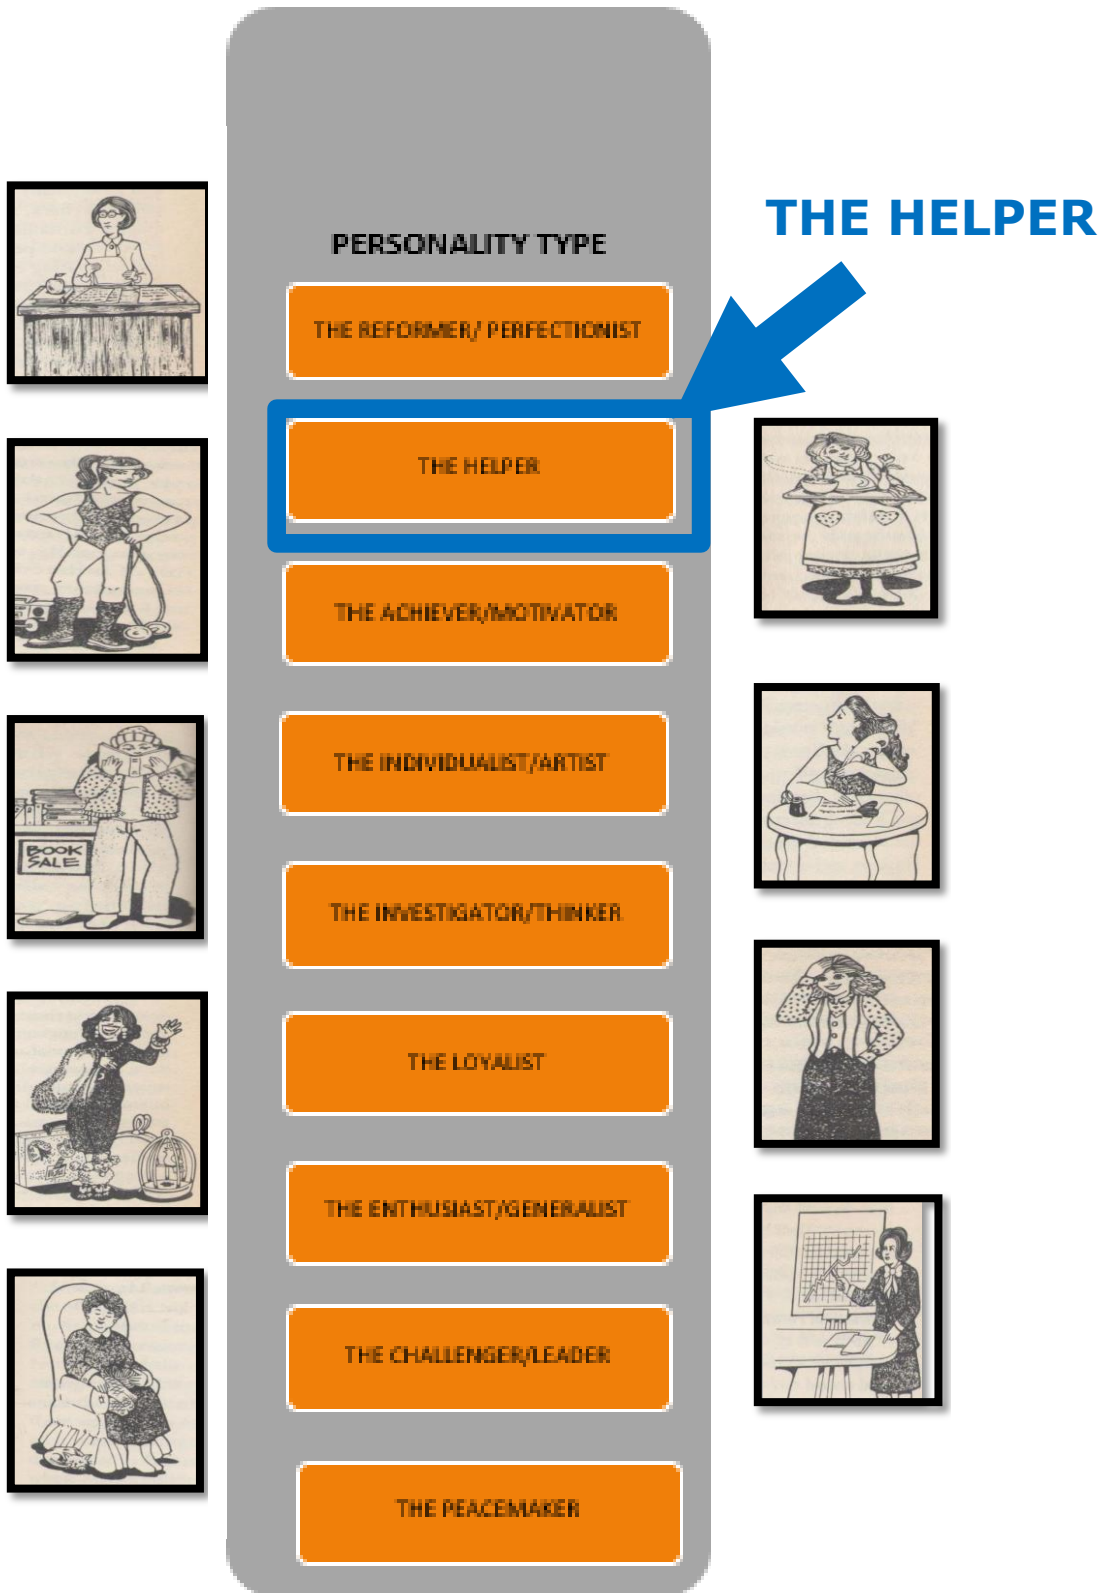 THE HELPER
PERSONALITY TYPE
THE REFORMER/ PERFECTIONIST
THE HELPER
THE ACHIEVER/MOTIVATOR
THE INDIVIDUALIST/ARTIST
THE INVESTIGATOR/THINKER
BOOK
SALE
THE LOYALIST
THE ENTHUSIAST/GENERALIST
THE CHALLENGER/LEADER
THE PEACEMAKER